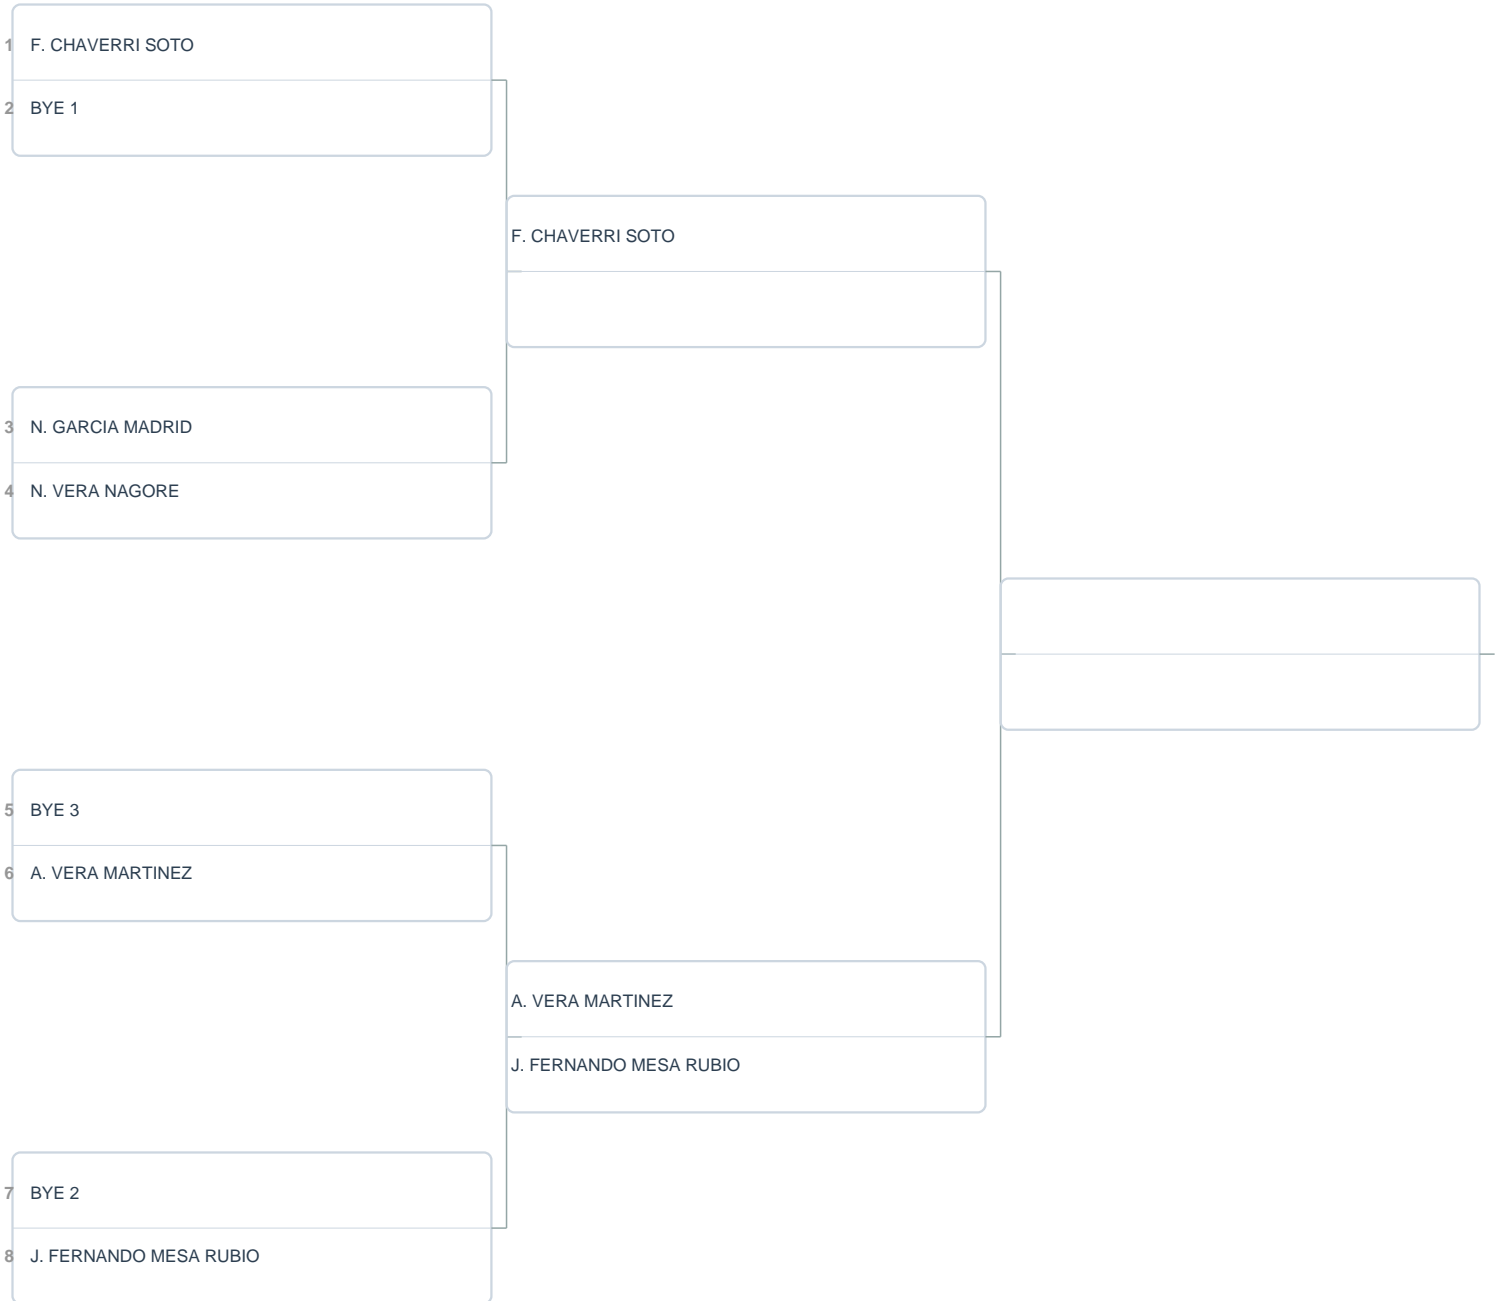 1 F. CHAVERRI SOTO
2 BYE 1
F. CHAVERRI SOTO
3 N. GARCIA MADRID
4 N. VERA NAGORE
5 BYE 3
6 A. VERA MARTINEZ
A. VERA MARTINEZ
J. FERNANDO MESA RUBIO
7 BYE 2
8 J. FERNANDO MESA RUBIO